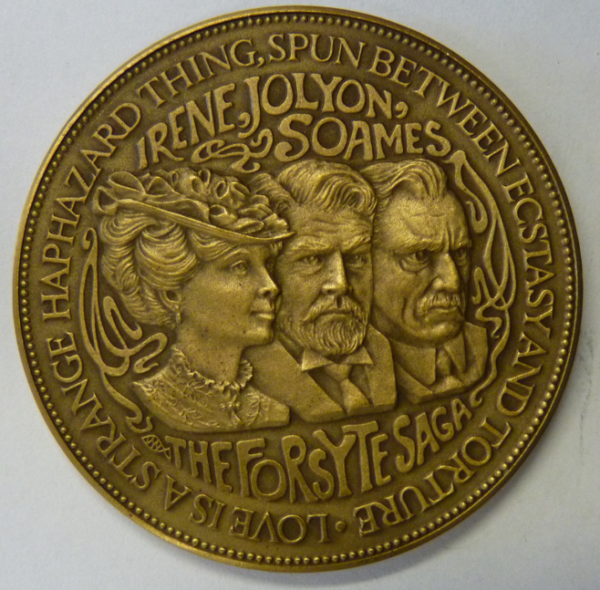 LOVE IS A STRANGE HAPHAZARD THING, SPUN BETWEEN ECSTASY AND TORTURE ·
IRENE, JOLYON,
& SOAMES
THE FORSYTE SAGA